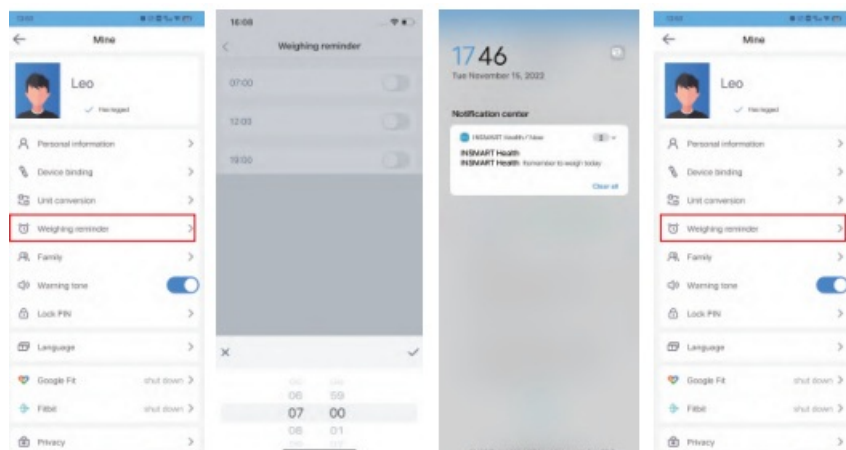 Mine
Leo
Personal information
Device binding
Unit conversion
Weighing reminder
Family
Warning tone
Lock PIN
Language
Google Fit shut down
Fitbit shut down
Privacy
16:08
Weighing reminder
07:00
12:00
18:00
06 59
07 00
08 01
17 46
Tue November 15, 2022
Notification center
INSMART Health / Now
INSMART Health
INSMART Health Remember to weigh today
Clear all
Mine
Leo
Personal information
Device binding
Unit conversion
Weighing reminder
Family
Warning tone
Lock PIN
Language
Google Fit shut down
Fitbit shut down
Privacy